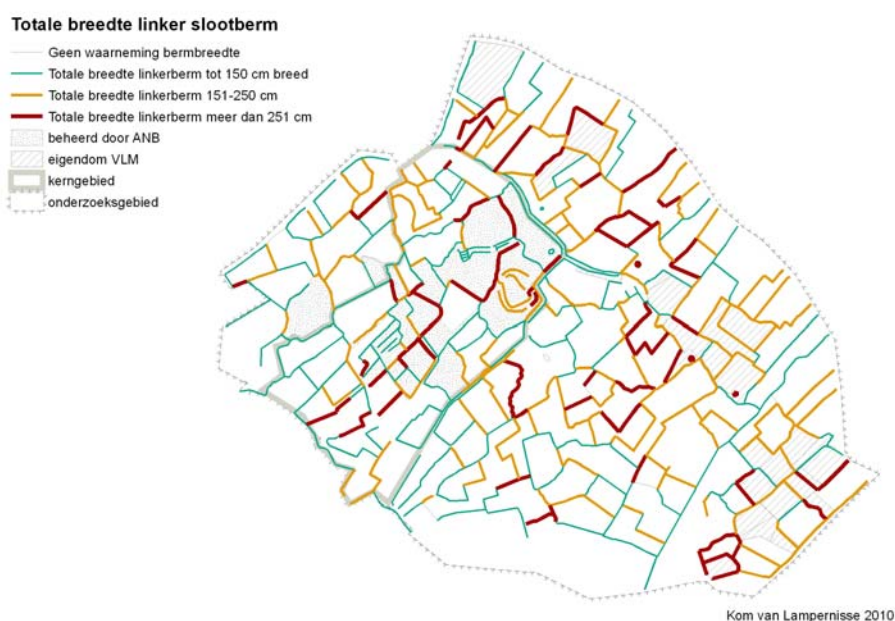 Totale breedte linker slootberm
Geen waarneming bermbreedte
Totale breedte linkerberm tot 150 cm breed
Totale breedte linkerberm 151-250 cm
Totale breedte linkerberm meer dan 251 cm
beheerd door ANB
eigendom VLM
kerngebied
onderzoeksgebied
Kom van Lampernisse 2010